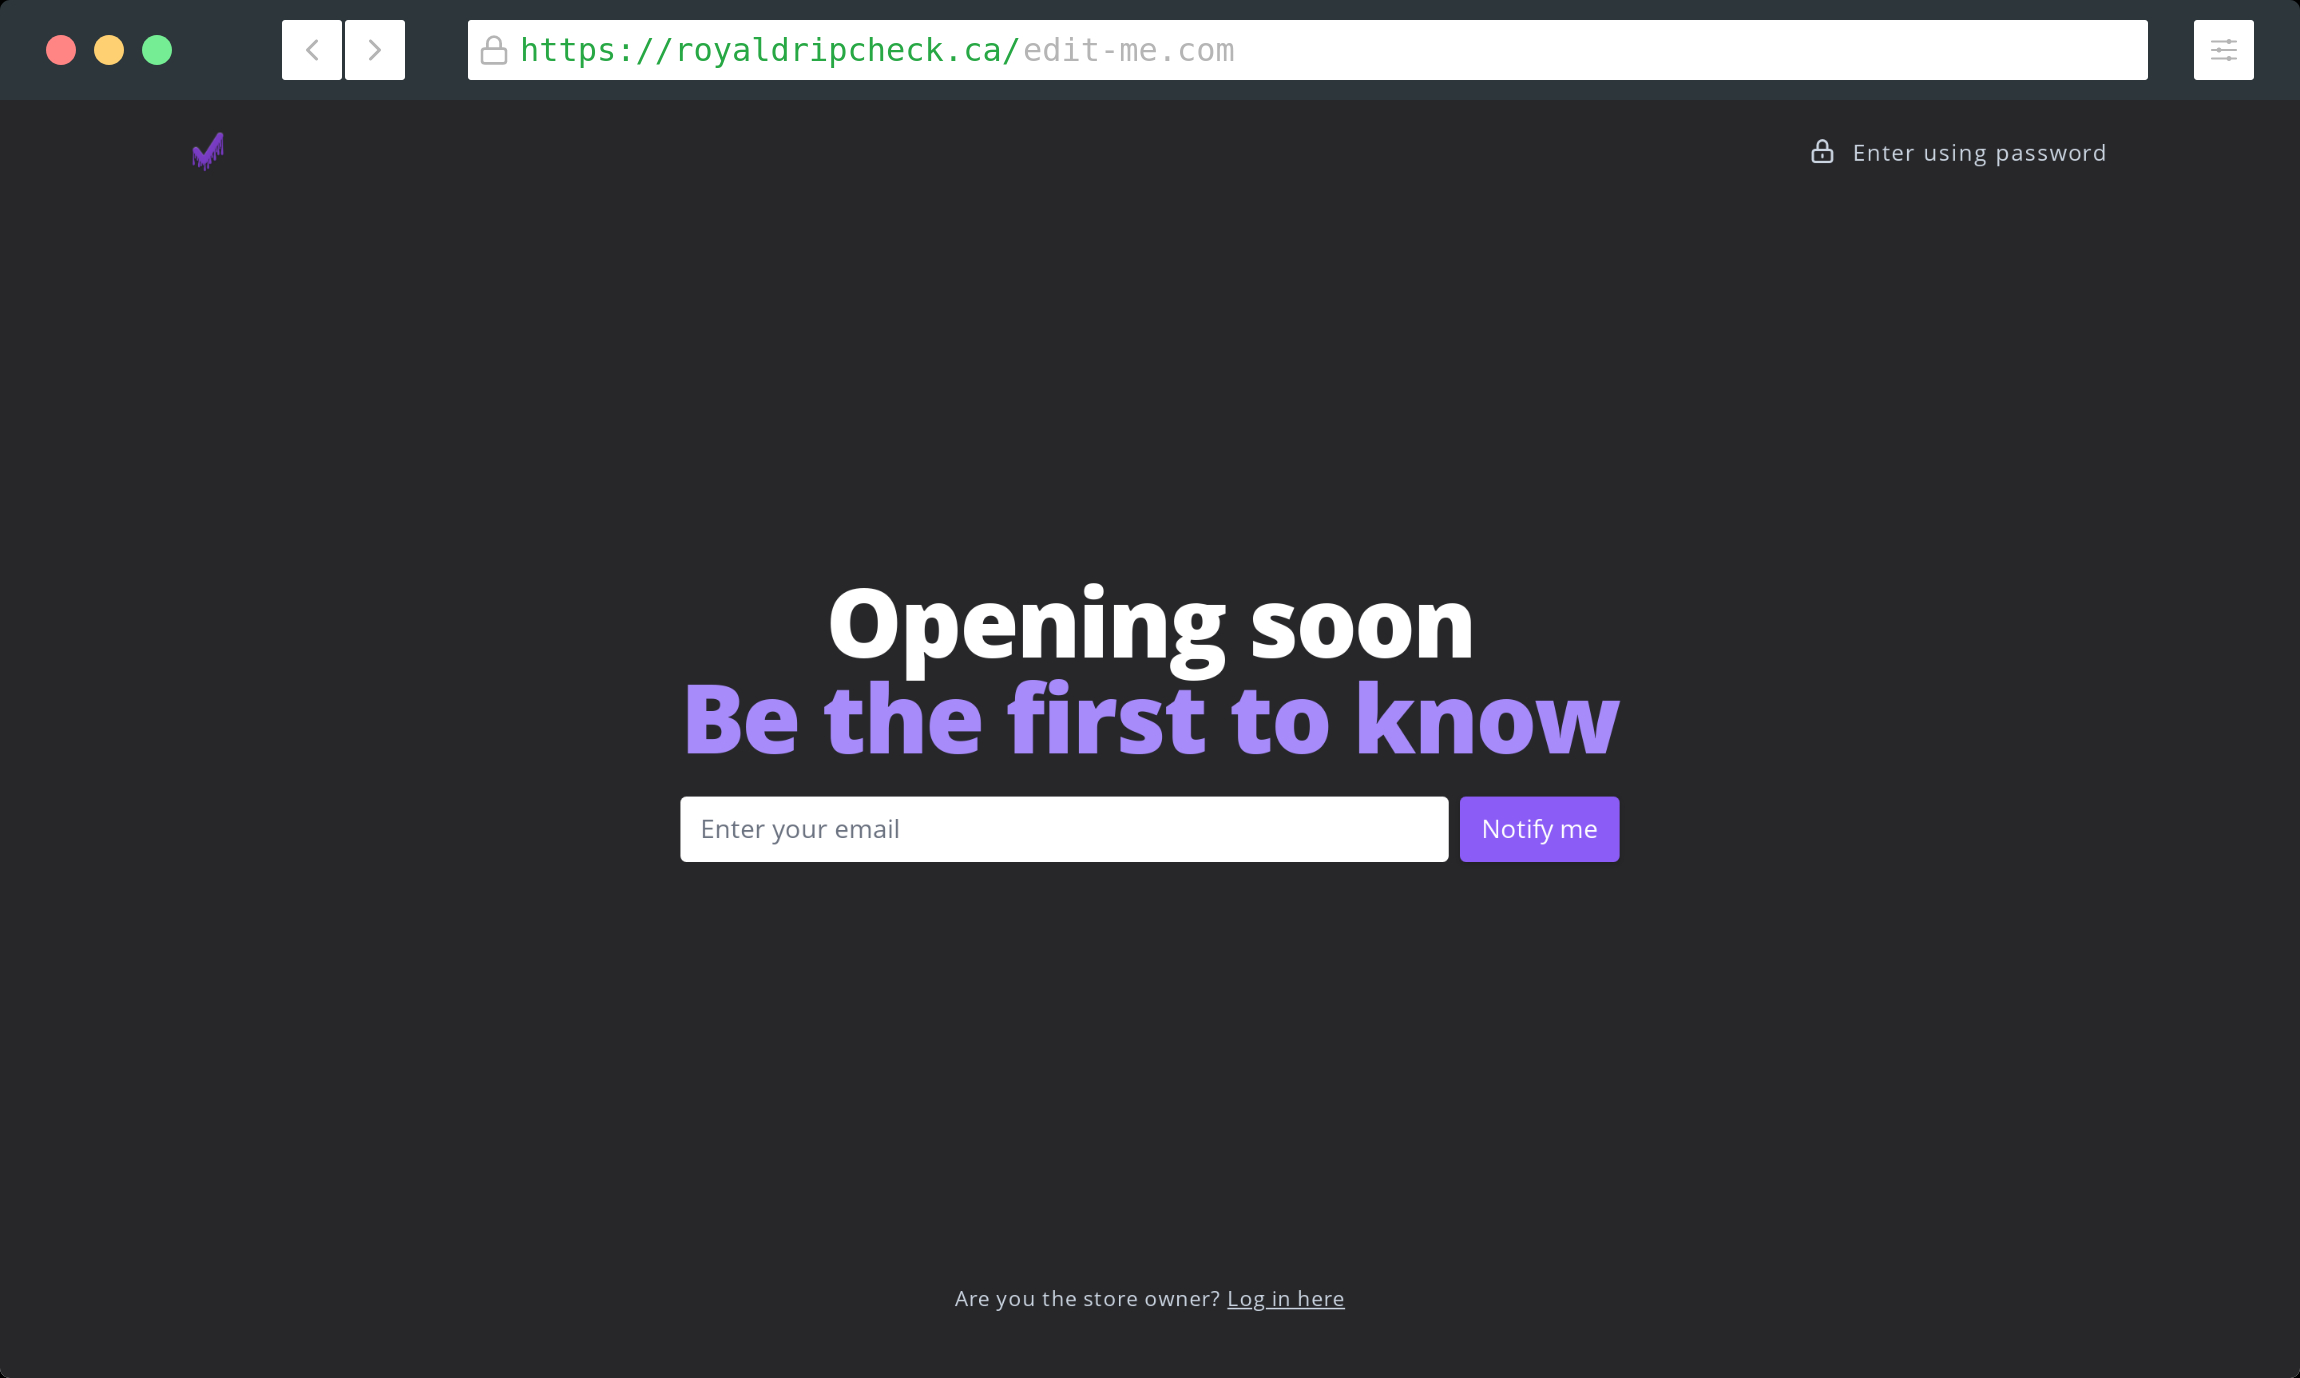 https://royaldripcheck.ca/edit-me.com
Enter using password
Opening soon
Be the first to know
Enter your email
Notify me
Are you the store owner? Log in here